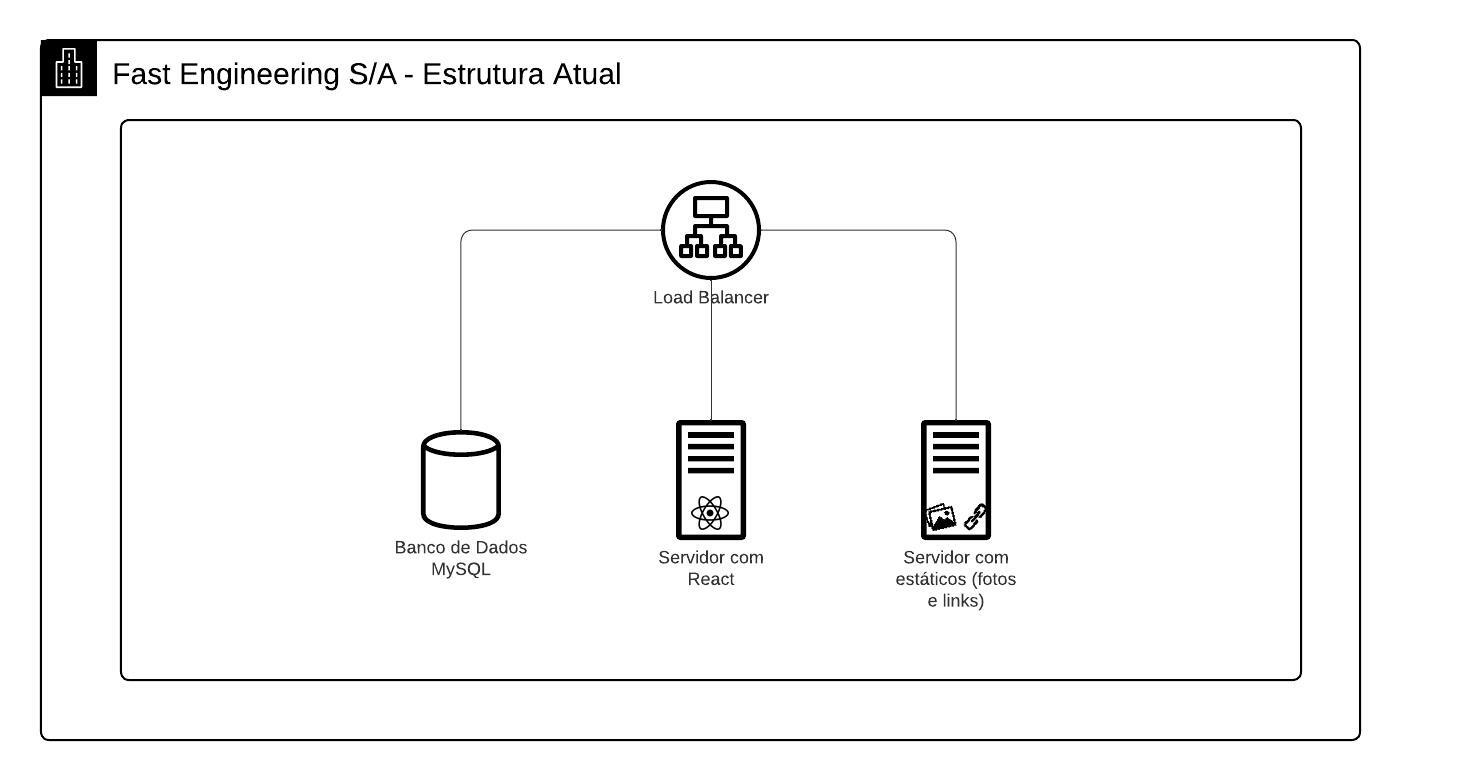 Fast Engineering S/A - Estrutura Atual
Load Balancer
Banco de Dados
MySQL
Servidor com
React
Servidor com
estáticos (fotos
e links)